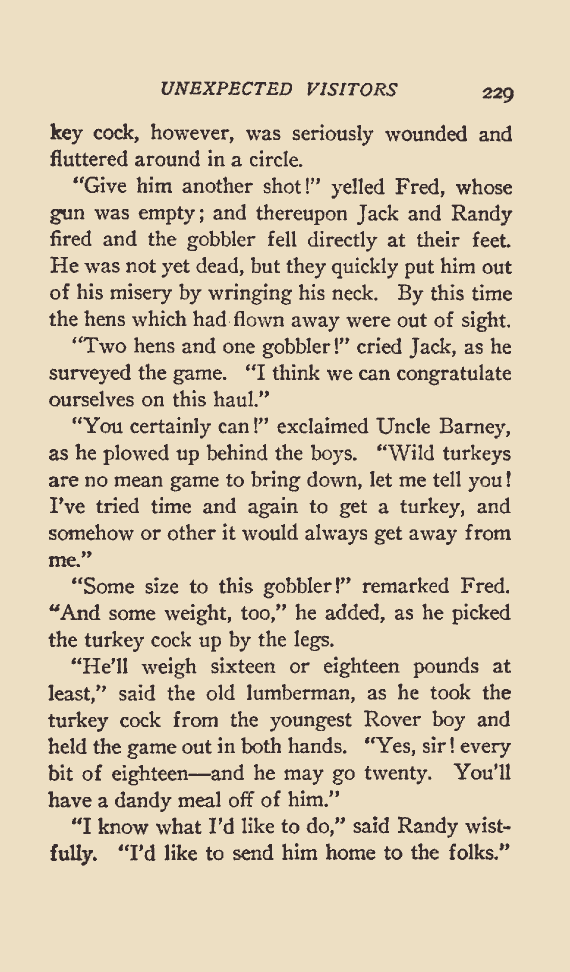 UNEXPECTED VISITORS 229
key cock, however, was seriously wounded and
fluttered around in a circle.
“Give him another shot!” yelled Fred, whose
gun was empty; and thereupon Jack and Randy
fired and the gobbler fell directly at their feet.
He was not yet dead, but they quickly put him out
of his misery by wringing his neck. By this time
the hens which had flown away were out of sight.
“Two hens and one gobbler!” cried Jack, as he
surveyed the game. “I think we can congratulate
ourselves on this haul.”
“You certainly can!” exclaimed Uncle Barney,
as he plowed up behind the boys. “Wild turkeys
are no mean game to bring down, let me tell you!
I’ve tried time and again to get a turkey, and
somehow or other it would always get away from
me.”
“Some size to this gobbler!” remarked Fred.
“And some weight, too,” he added, as he picked
the turkey cock up by the legs.
“He’ll weigh sixteen or eighteen pounds at
least,” said the old lumberman, as he took the
turkey cock from the youngest Rover boy and
held the game out in both hands. “Yes, sir! every
bit of eighteen—and he may go twenty. You’ll
have a dandy meal off of him.”
“I know what I’d like to do,” said Randy wist-
fully. “I’d like to send him home to the folks.”